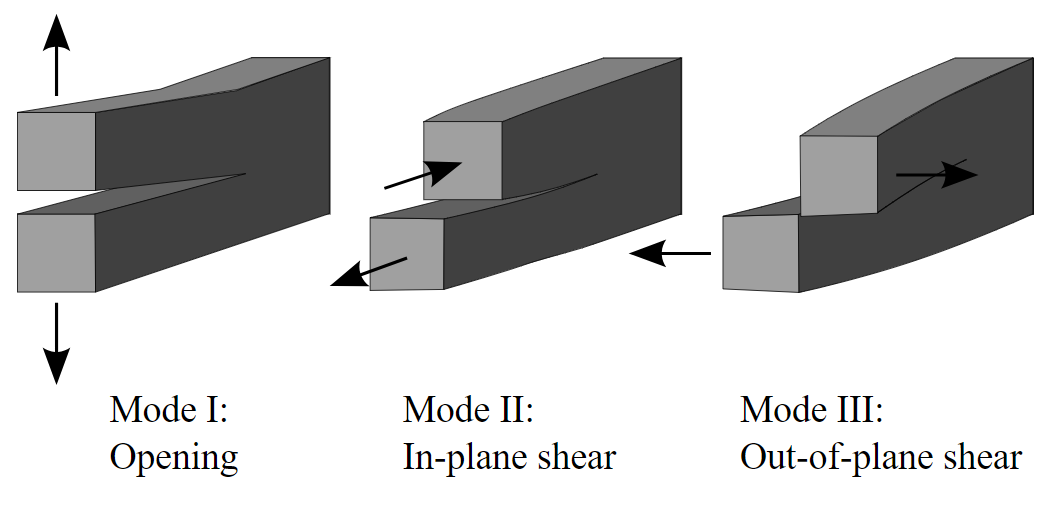 Mode I:
Opening
Mode II:
In-plane shear
Mode III:
Out-of-plane shear